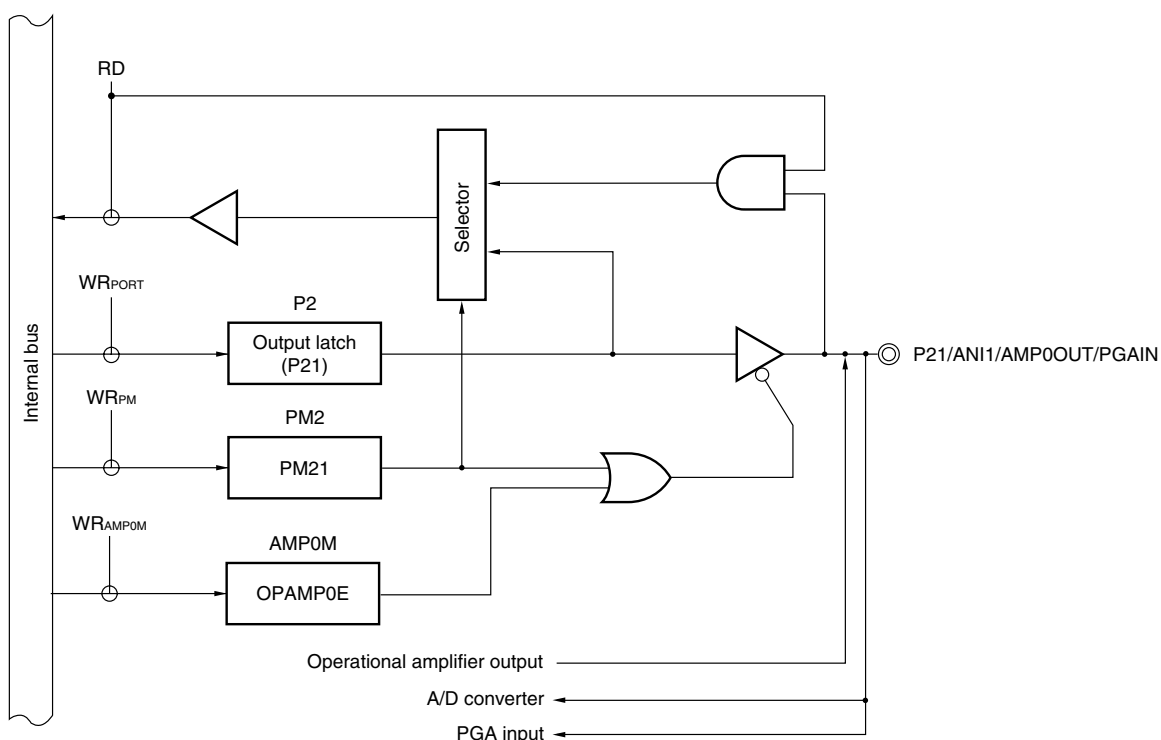 RD
Selector
WRPORT
P2
Output latch
(P21)
P21/ANI1/AMP0OUT/PGAIN
Internal bus
WRPM
PM2
PM21
WRAMP0M
AMP0M
OPAMP0E
Operational amplifier output
A/D converter
PGA input